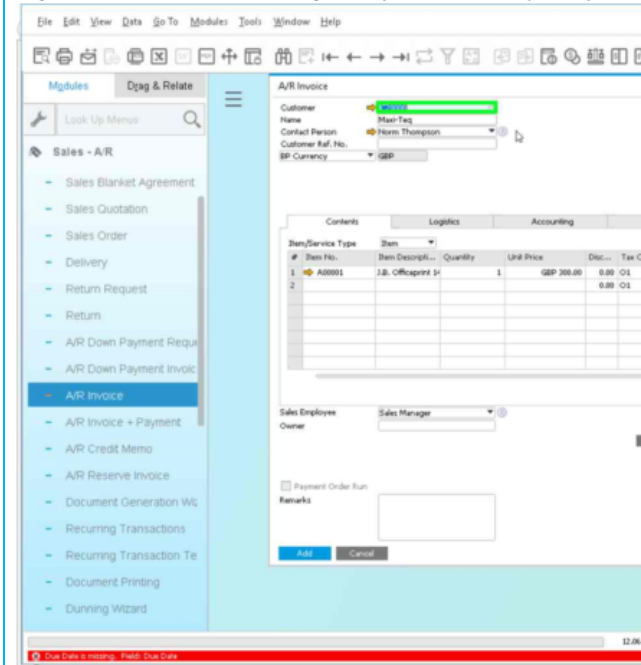 File Edit View Data Go To Modules Tools Window Help
Modules Drag & Relate
Look Up Menus
Sales - A/R
Sales Blanket Agreement
Sales Quotation
Sales Order
Delivery
Return Request
Return
A/R Down Payment Reque
A/R Down Payment Invoic
A/R Invoice
A/R Invoice + Payment
A/R Credit Memo
A/R Reserve Invoice
Document Generation Wiz
Recurring Transactions
Recurring Transaction Te
Document Printing
Dunning Wizard
A/R Invoice
Customer
Name Maxi-Teq
Contact Person Norm Thompson
Customer Ref. No.
BP Currency GBP
Contents Logistics Accounting
Item/Service Type Item
# Item No. Item Descripti... Quantity Unit Price Disc... Tax C
1 A00001 J.B. Officeprint 14 1 GBP 300.00 0.00 O1
2 0.00 O1
Sales Employee Sales Manager
Owner
Payment Order Run
Remarks
Add Cancel
12.06
Due Date is missing. Field: Due Date